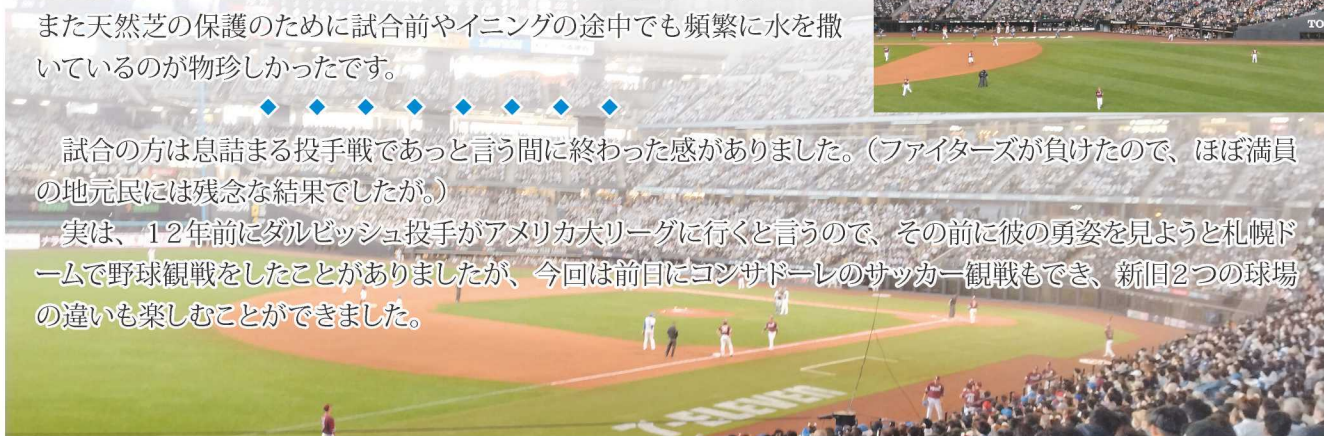 また天然芝の保護のために試合前やイニングの途中でも頻繁に水を撒
いているのが物珍しかったです。
TO
◆ ◆ ◆ ◆ ◆ ◆ ◆ ◆
　試合の方は息詰まる投手戦であっと言う間に終わった感がありました。（ファイターズが負けたので、ほぼ満員
の地元民には残念な結果でしたが。）
　実は、１２年前にダルビッシュ投手がアメリカ大リーグに行くと言うので、その前に彼の勇姿を見ようと札幌ド
ームで野球観戦をしたことがありましたが、今回は前日にコンサドーレのサッカー観戦もでき、新旧２つの球場
の違いも楽しむことができました。
7-ELEVEN